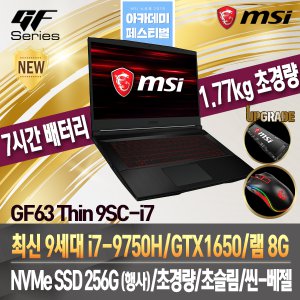 GF Series
아카데미
페스티벌
msi
NEW
msi
1.77kg 초경량
7시간 배터리
UPGRADE
GF63 Thin 9SC-i7
최신 9세대 i7-9750H/GTX1650/램 8G
NVMe SSD 256G (행사)/초경량/초슬림/씬-베젤